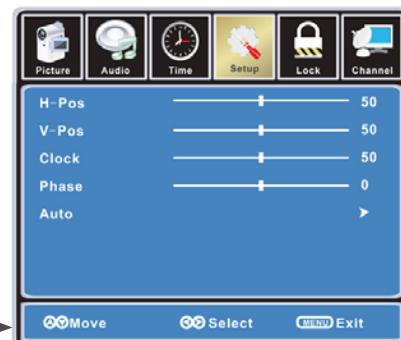 Picture Audio Time Setup Lock Channel
H-Pos 50
V-Pos 50
Clock 50
Phase 0
Auto
Move Select MENU Exit